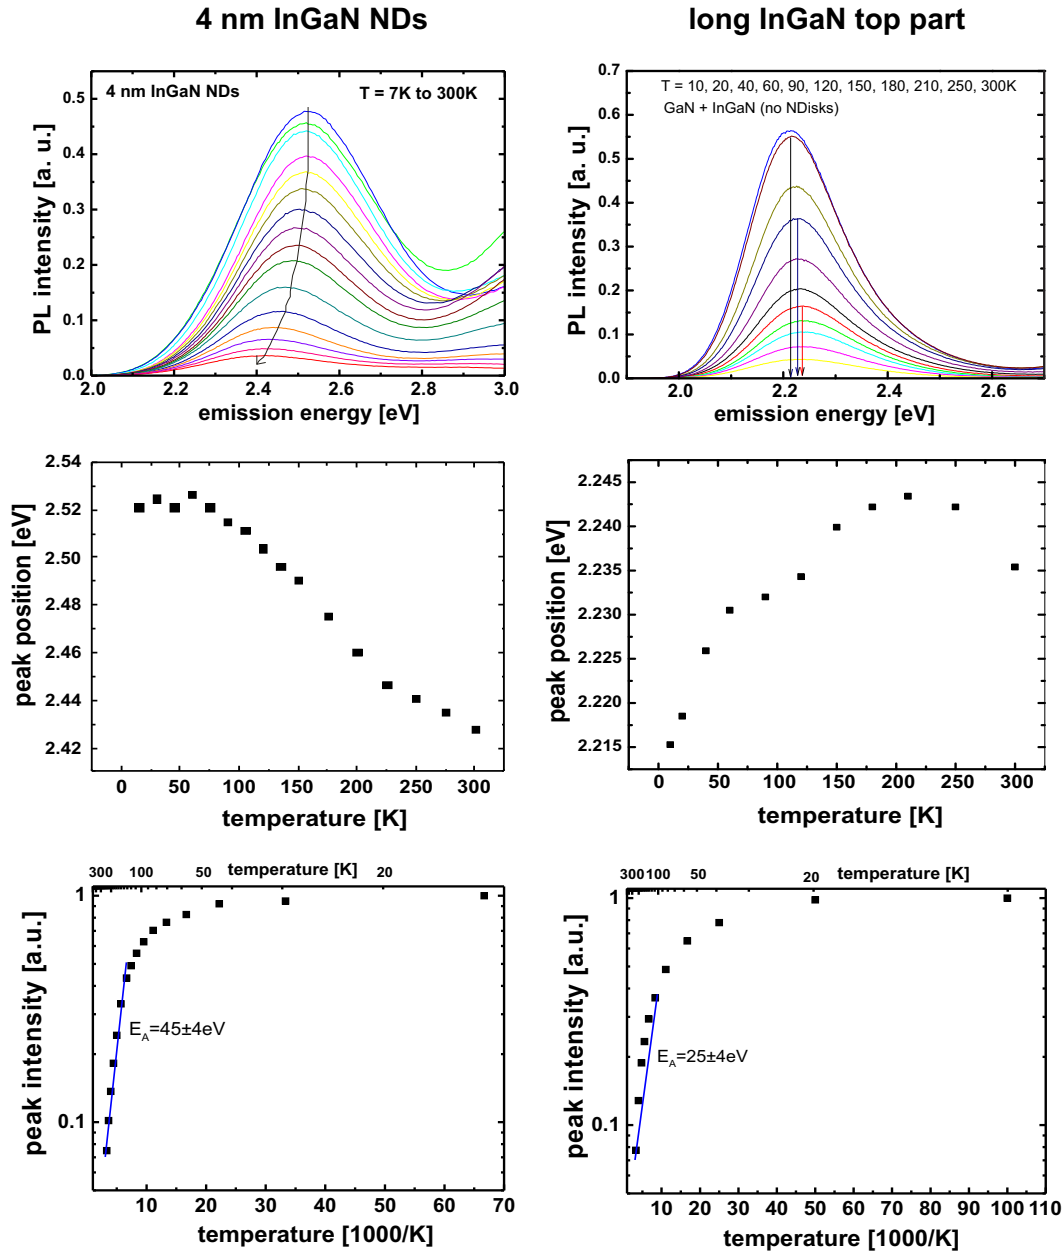 4 nm InGaN NDs
long InGaN top part
4 nm InGaN NDs
T = 7K to 300K
PL intensity [a. u.]
0.5
0.4
0.3
0.2
0.1
0.0
2.0 2.2 2.4 2.6 2.8 3.0
emission energy [eV]
T = 10, 20, 40, 60, 90, 120, 150, 180, 210, 250, 300K
GaN + InGaN (no NDisks)
PL intensity [a. u.]
0.7
0.6
0.5
0.4
0.3
0.2
0.1
0.0
2.0 2.2 2.4 2.6
emission energy [eV]
peak position [eV]
2.54
2.52
2.50
2.48
2.46
2.44
2.42
0 50 100 150 200 250 300
temperature [K]
peak position [eV]
2.245
2.240
2.235
2.230
2.225
2.220
2.215
0 50 100 150 200 250 300
temperature [K]
temperature [K]
300 100 50 20
peak intensity [a.u.]
1
0.1
E_A=45±4eV
10 20 30 40 50 60 70
temperature [1000/K]
temperature [K]
300 100 50 20
peak intensity [a.u.]
1
0.1
E_A=25±4eV
10 20 30 40 50 60 70 80 90 100 110
temperature [1000/K]